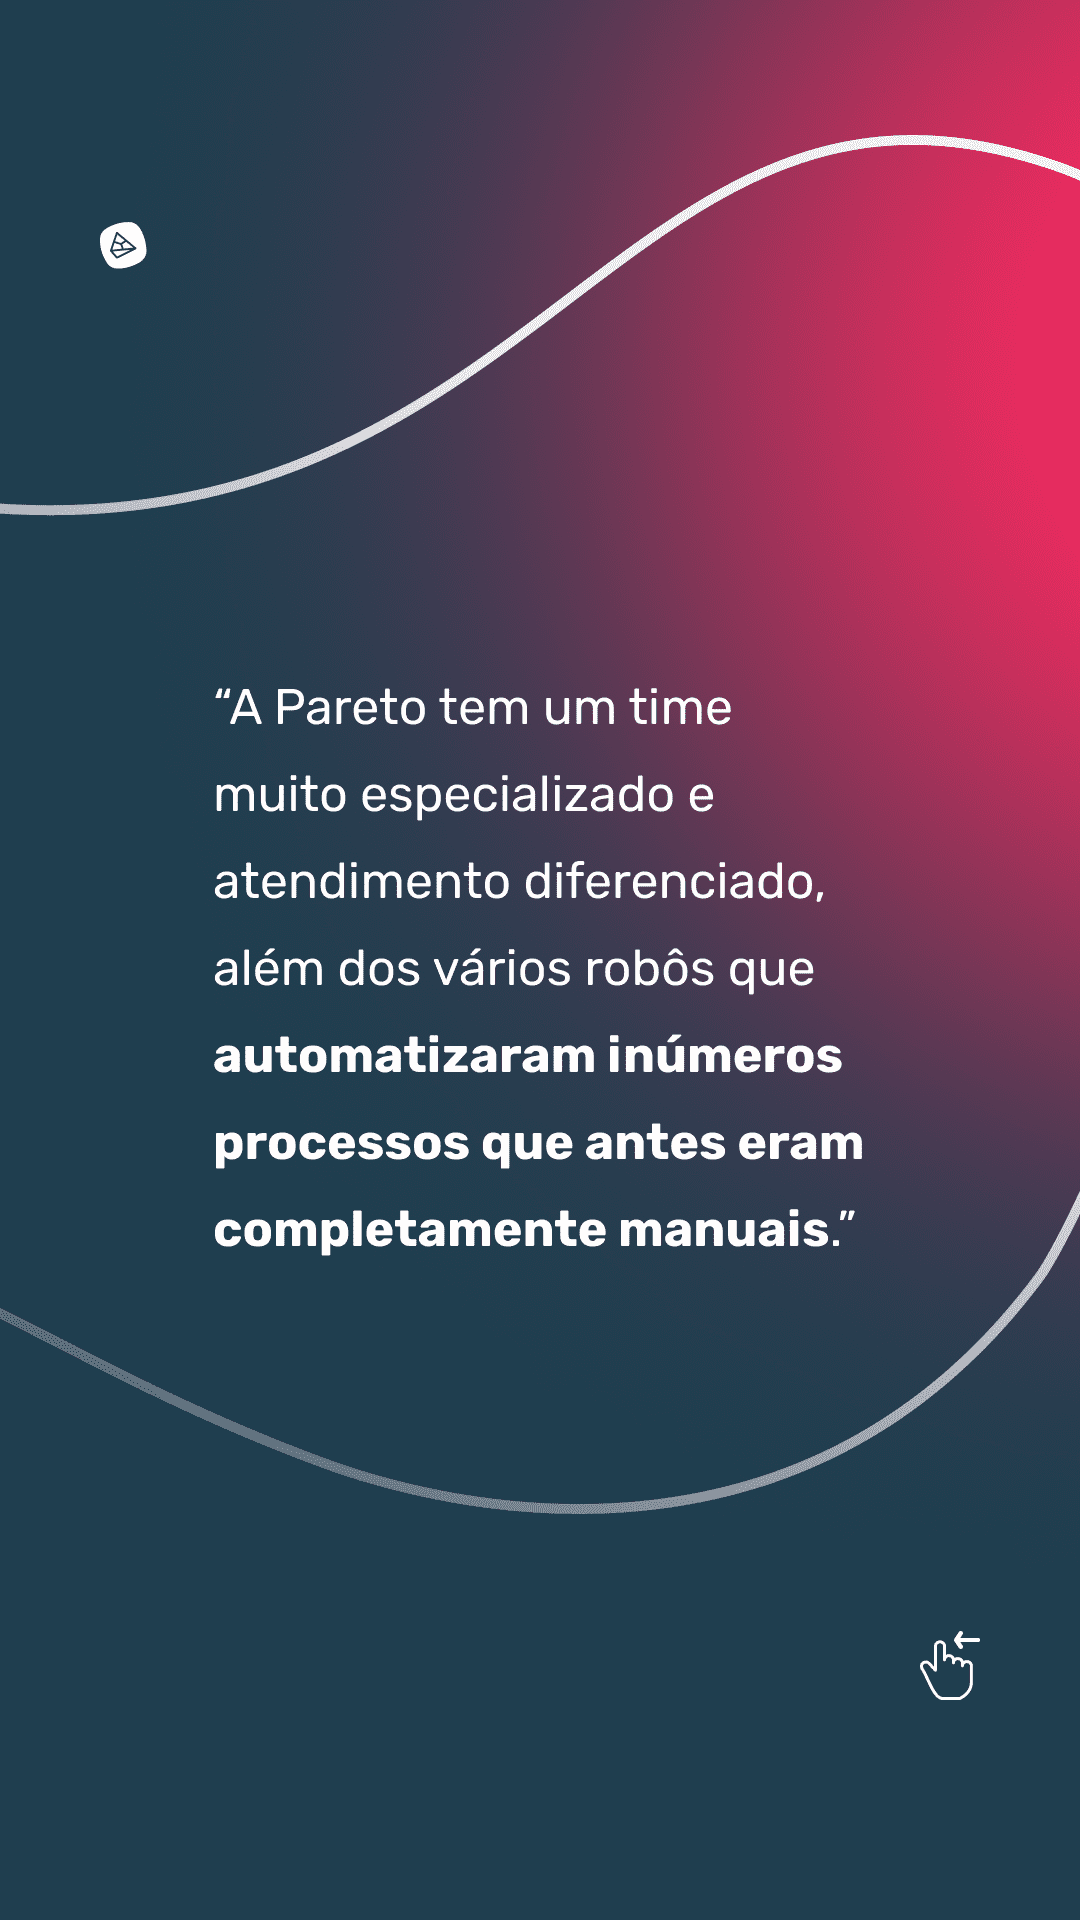 “A Pareto tem um time
muito especializado e
atendimento diferenciado,
além dos vários robôs que
automatizaram inúmeros
processos que antes eram
completamente manuais.”